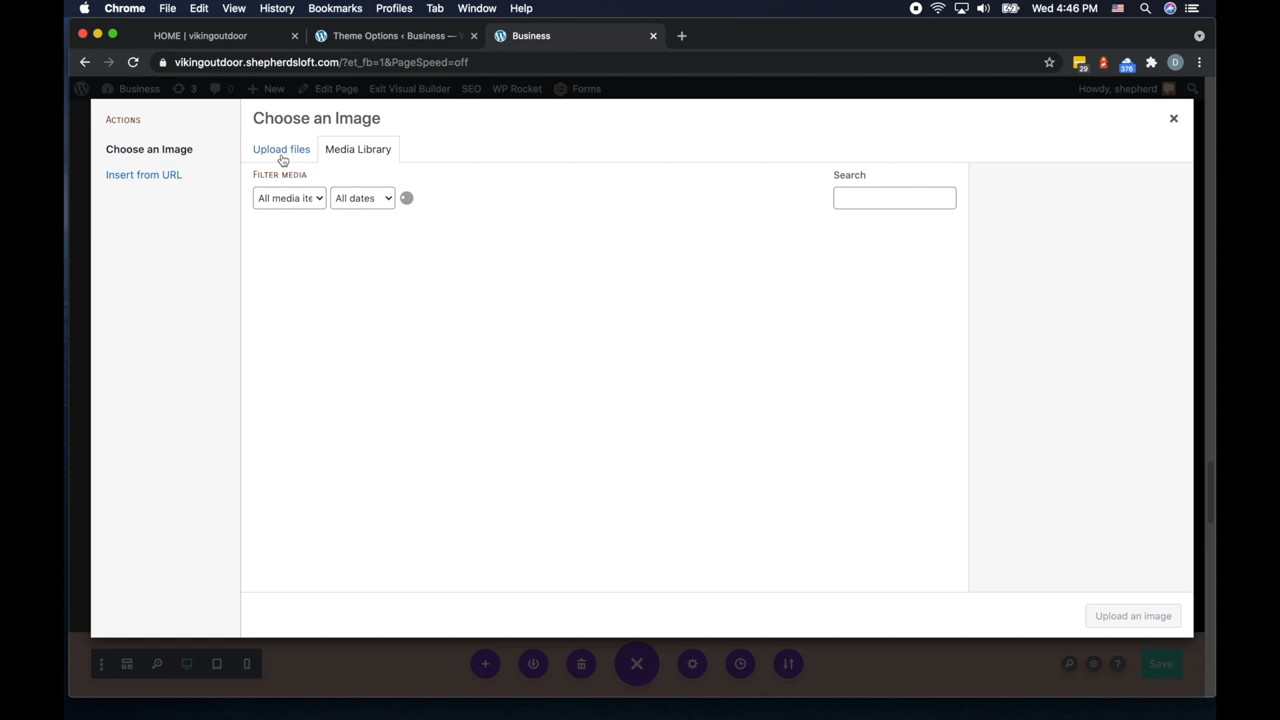 Chrome File Edit View History Bookmarks Profiles Tab Window Help Wed 4:46 PM
HOME | vikingoutdoor Theme Options ‹ Business — Business
vikingoutdoor.shepherdsloft.com/?et_fb=1&PageSpeed=off 29 376 D
Business 3 0 New Edit Page Exit Visual Builder SEO WP Rocket Forms Howdy, shepherd
ACTIONS
Choose an Image
Insert from URL
Choose an Image
Upload files Media Library
FILTER MEDIA Search
All media ite All dates
Upload an image
? Save